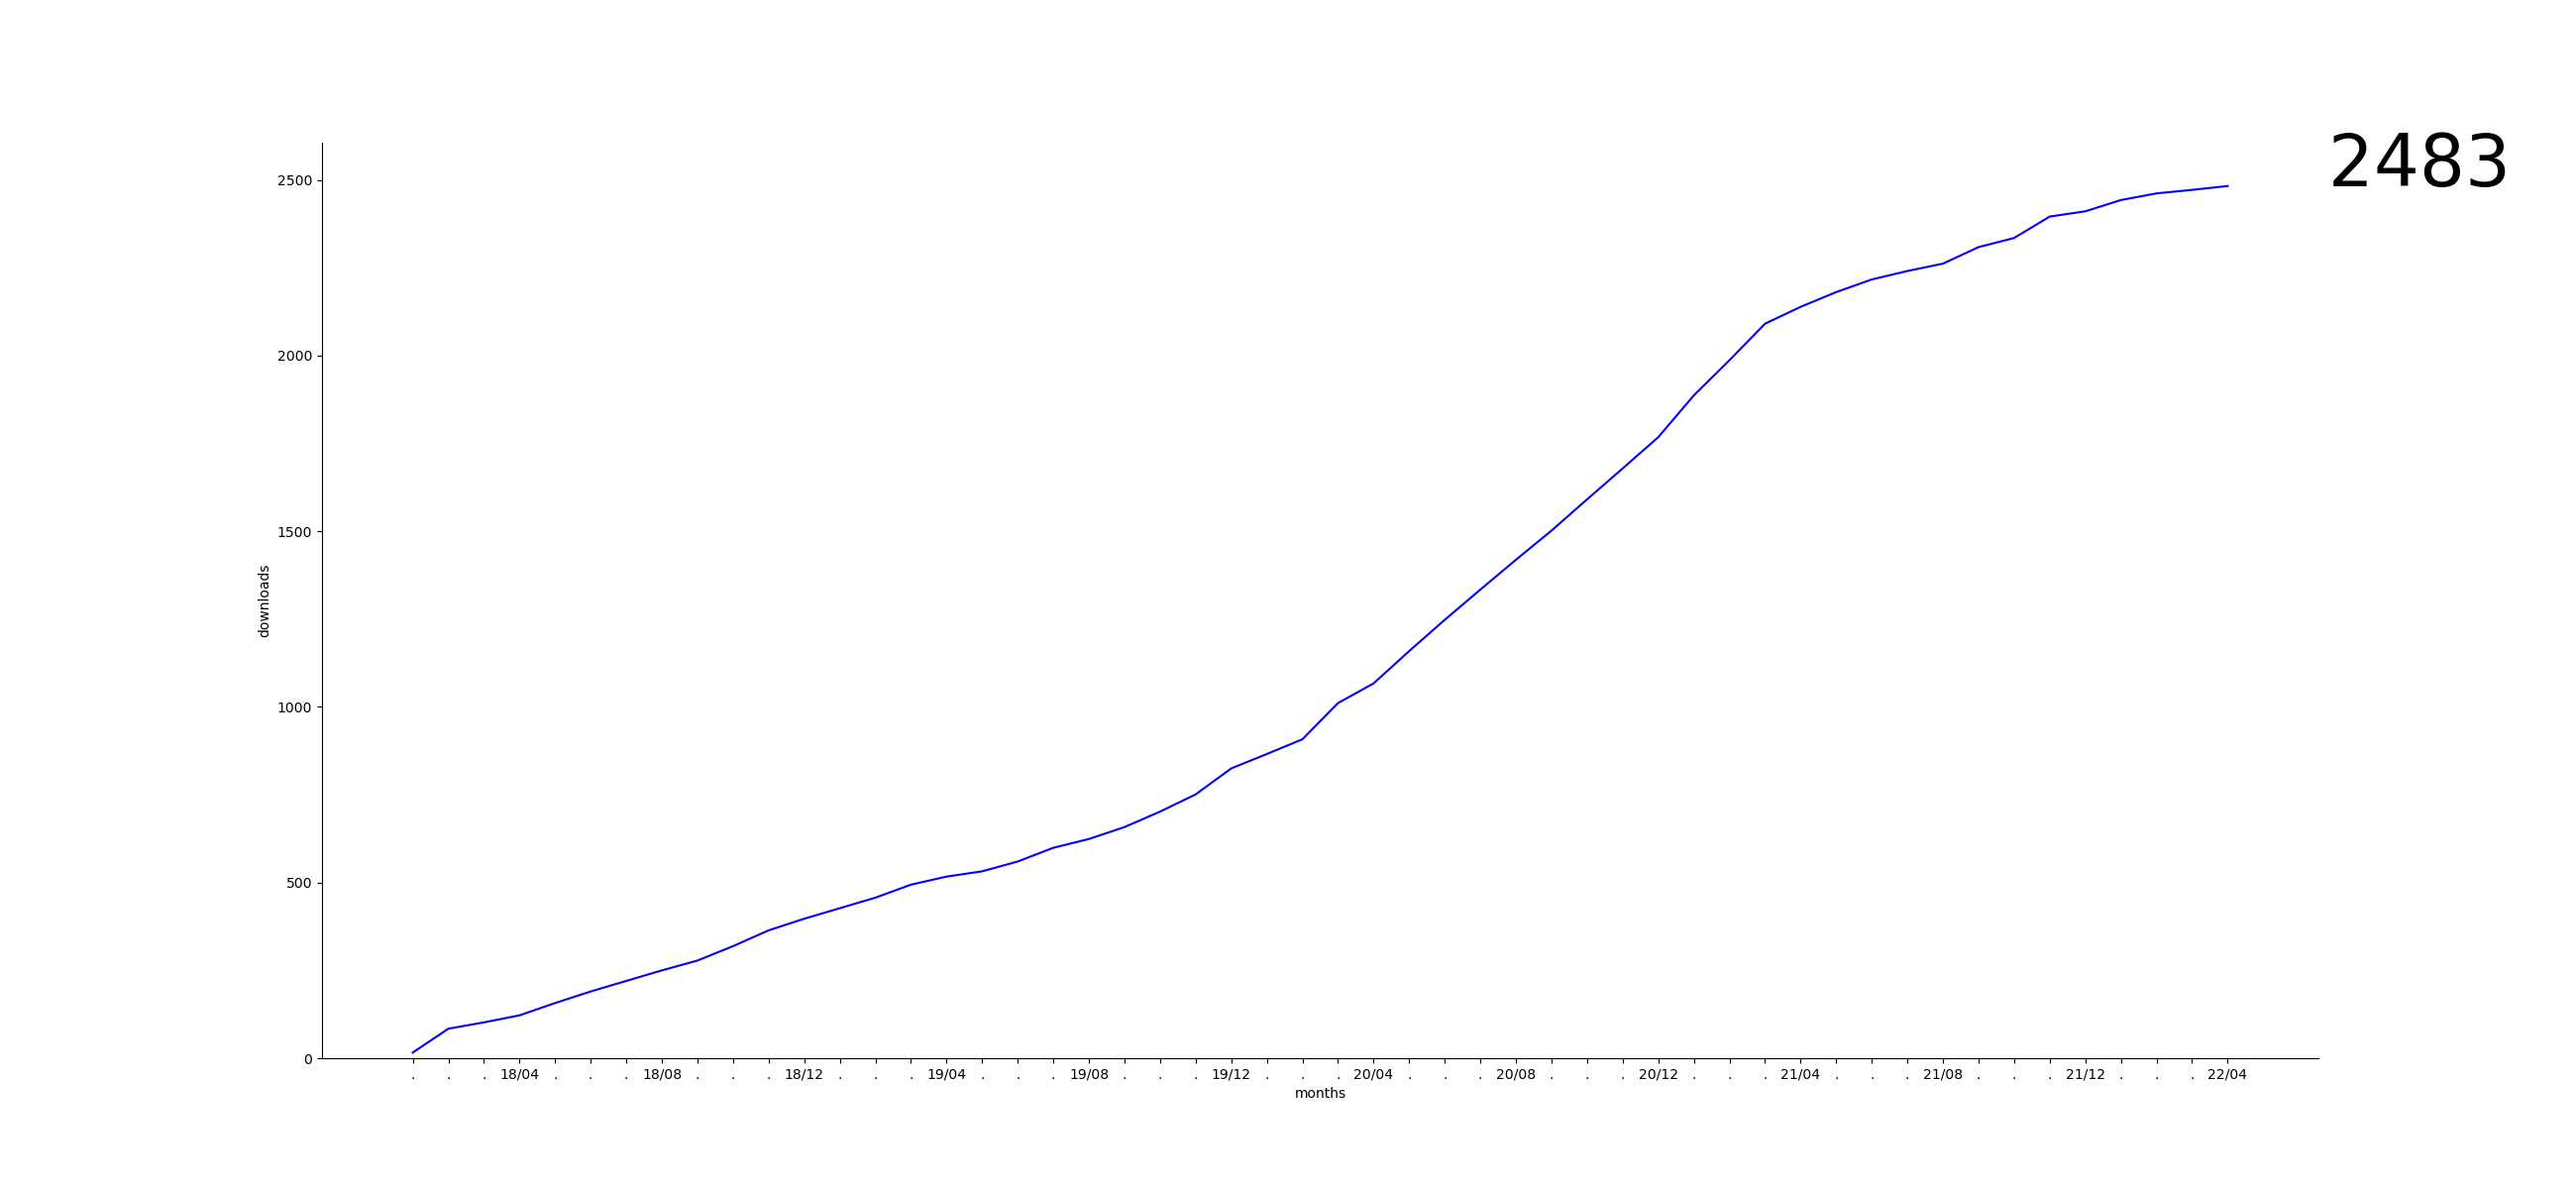 2483
2500
2000
1500
1000
500
0
downloads
. . . 18/04 . . . 18/08 . . . 18/12 . . . 19/04 . . . 19/08 . . . 19/12 . . . 20/04 . . . 20/08 . . . 20/12 . . . 21/04 . . . 21/08 . . . 21/12 . . . 22/04
months